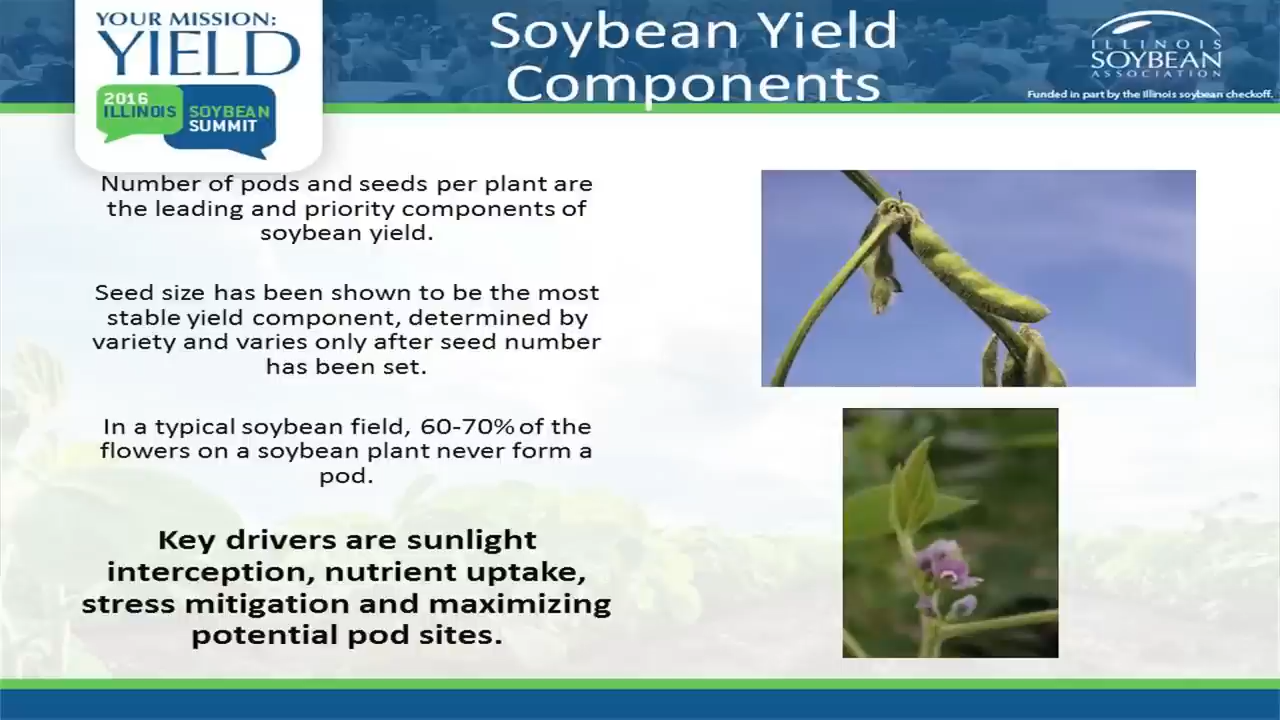 YOUR MISSION:
YIELD
2016
ILLINOIS SOYBEAN
SUMMIT
Soybean Yield
Components
ILLINOIS
SOYBEAN
ASSOCIATION
Funded in part by the Illinois soybean checkoff.
Number of pods and seeds per plant are
the leading and priority components of
soybean yield.
Seed size has been shown to be the most
stable yield component, determined by
variety and varies only after seed number
has been set.
In a typical soybean field, 60-70% of the
flowers on a soybean plant never form a
pod.
Key drivers are sunlight
interception, nutrient uptake,
stress mitigation and maximizing
potential pod sites.